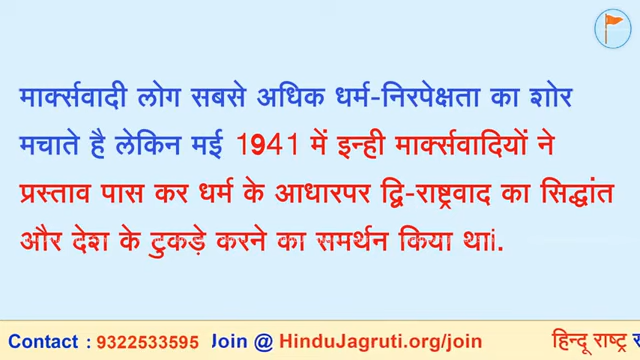 मार्क्सवादी लोग सबसे अधिक धर्म-निरपेक्षता का शोर
मचाते है लेकिन मई 1941 में इन्ही मार्क्सवादियों ने
प्रस्ताव पास कर धर्म के आधारपर द्वि-राष्ट्रवाद का सिद्धांत
और देश के टुकड़े करने का समर्थन किया थाi.
Contact : 9322533595 Join @ HinduJagruti.org/join हिन्दू राष्ट्र